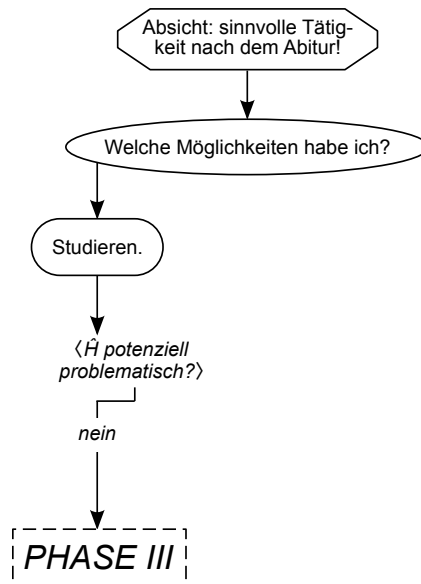 Absicht: sinnvolle Tätig-
keit nach dem Abitur!
Welche Möglichkeiten habe ich?
Studieren.
〈Ĥ potenziell
problematisch?〉
nein
PHASE III